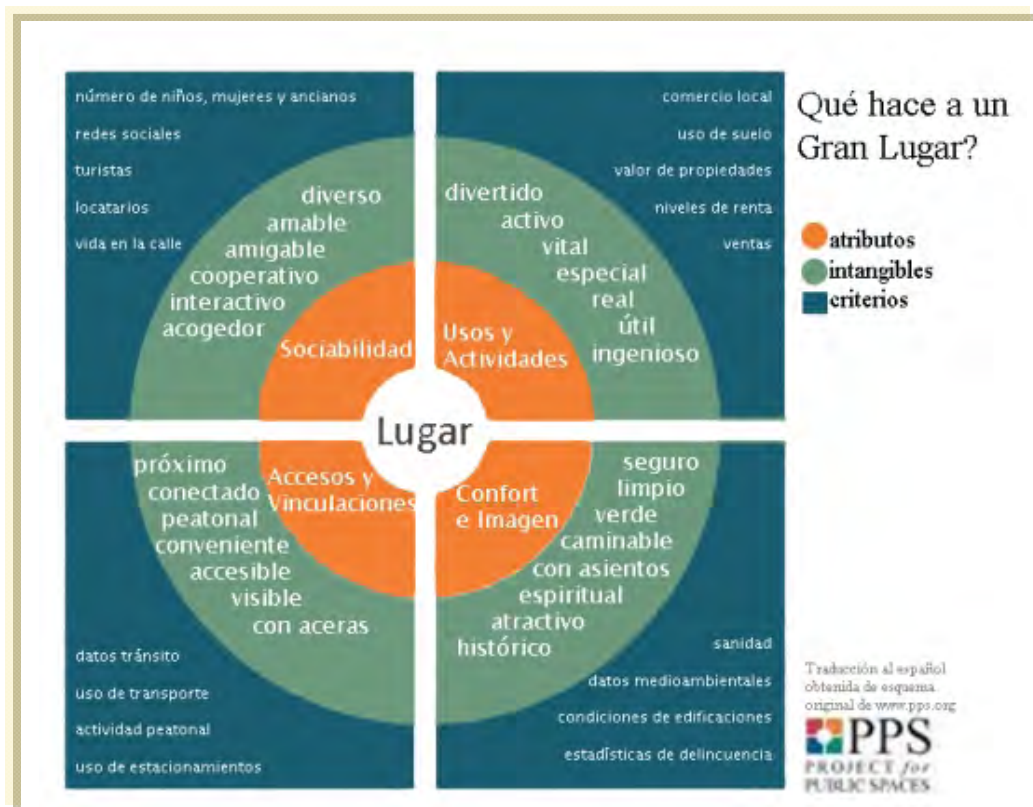 Qué hace a un
Gran Lugar?
atributos
intangibles
criterios
número de niños, mujeres y ancianos
redes sociales
turistas
locatarios
vida en la calle
diverso
amable
amigable
cooperativo
interactivo
acogedor
Sociabilidad
comercio local
uso de suelo
valor de propiedades
niveles de renta
ventas
divertido
activo
vital
especial
real
útil
ingenioso
Usos y
Actividades
Lugar
próximo
conectado
peatonal
conveniente
accesible
visible
con aceras
Accesos y
Vinculaciones
datos tránsito
uso de transporte
actividad peatonal
uso de estacionamientos
Confort
e Imagen
seguro
limpio
verde
caminable
con asientos
espiritual
atractivo
histórico
sanidad
datos medioambientales
condiciones de edificaciones
estadísticas de delincuencia
Traducción al español
obtenida de esquema
original de www.pps.org
PPS
PROJECT for
PUBLIC SPACES